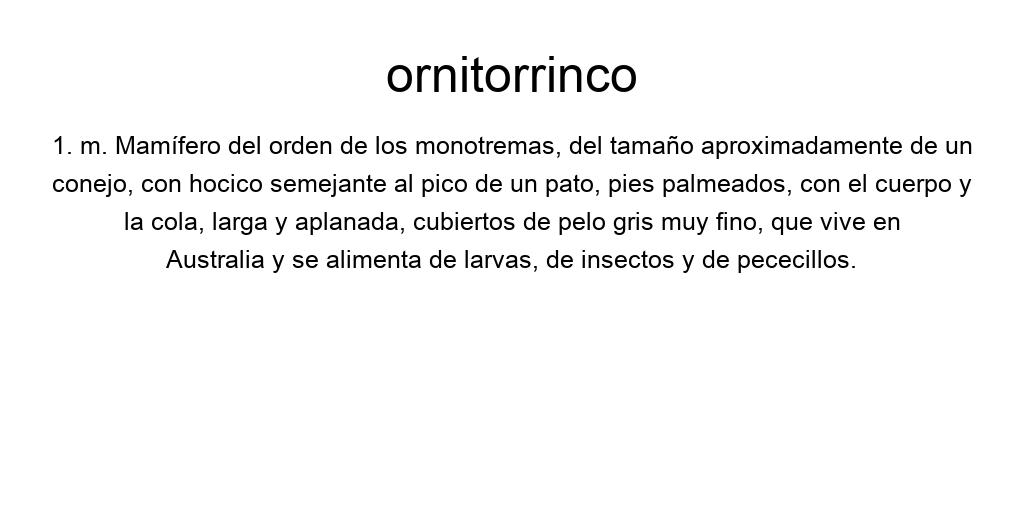 ornitorrinco
1. m. Mamífero del orden de los monotremas, del tamaño aproximadamente de un
conejo, con hocico semejante al pico de un pato, pies palmeados, con el cuerpo y
la cola, larga y aplanada, cubiertos de pelo gris muy fino, que vive en
Australia y se alimenta de larvas, de insectos y de pececillos.